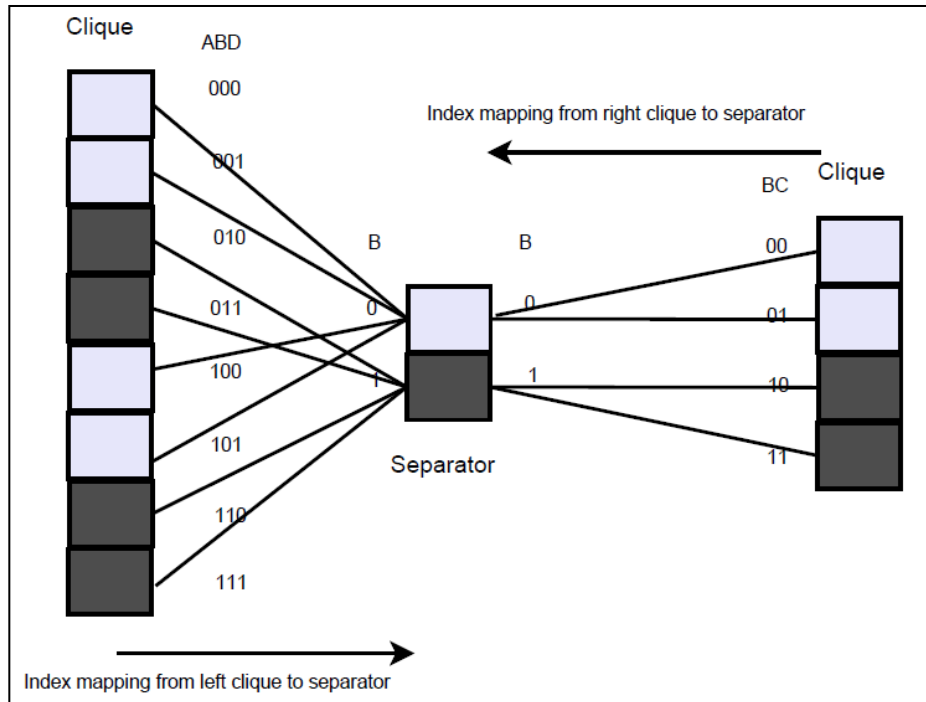 Clique
ABD
000
001
010
011
100
101
110
111
B
0
1
Separator
B
0
1
Index mapping from right clique to separator
BC
Clique
00
01
10
11
Index mapping from left clique to separator